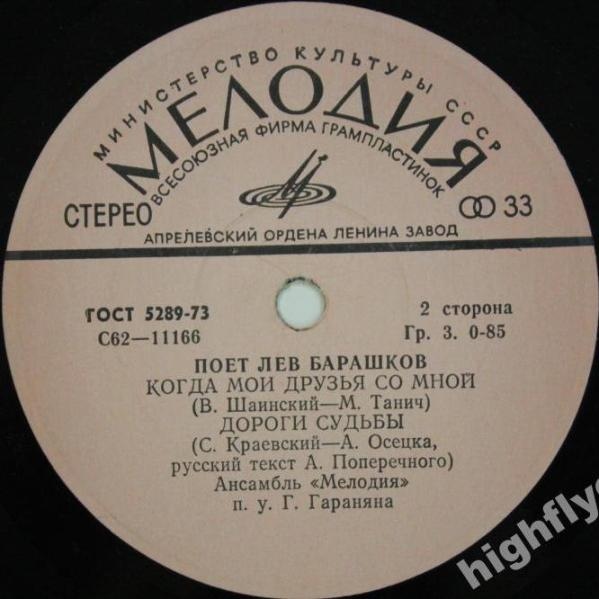 МИНИСТЕРСТВО КУЛЬТУРЫ СССР
МЕЛОДИЯ
ВСЕСОЮЗНАЯ ФИРМА ГРАМПЛАСТИНОК
СТЕРЕО
33
АПРЕЛЕВСКИЙ ОРДЕНА ЛЕНИНА ЗАВОД
ГОСТ 5289-73
2 сторона
С62—11166
Гр. 3. 0-85
ПОЕТ ЛЕВ БАРАШКОВ
КОГДА МОИ ДРУЗЬЯ СО МНОЙ
(В. Шаинский—М. Танич)
ДОРОГИ СУДЬБЫ
(С. Краевский—А. Осецка,
русский текст А. Поперечного)
Ансамбль «Мелодия»
п. у. Г. Гараняна